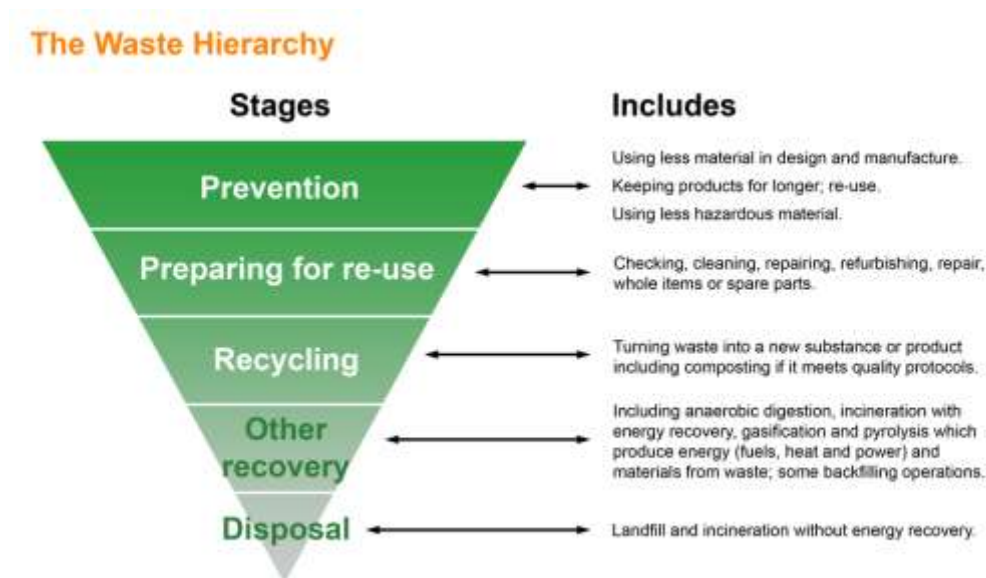 The Waste Hierarchy
Stages
Includes
Prevention
Using less material in design and manufacture.
Keeping products for longer; re-use.
Using less hazardous material.
Preparing for re-use
Checking, cleaning, repairing, refurbishing, repair,
whole items or spare parts.
Recycling
Turning waste into a new substance or product
including composting if it meets quality protocols.
Other
recovery
Including anaerobic digestion, incineration with
energy recovery, gasification and pyrolysis which
produce energy (fuels, heat and power) and
materials from waste; some backfilling operations.
Disposal
Landfill and incineration without energy recovery.